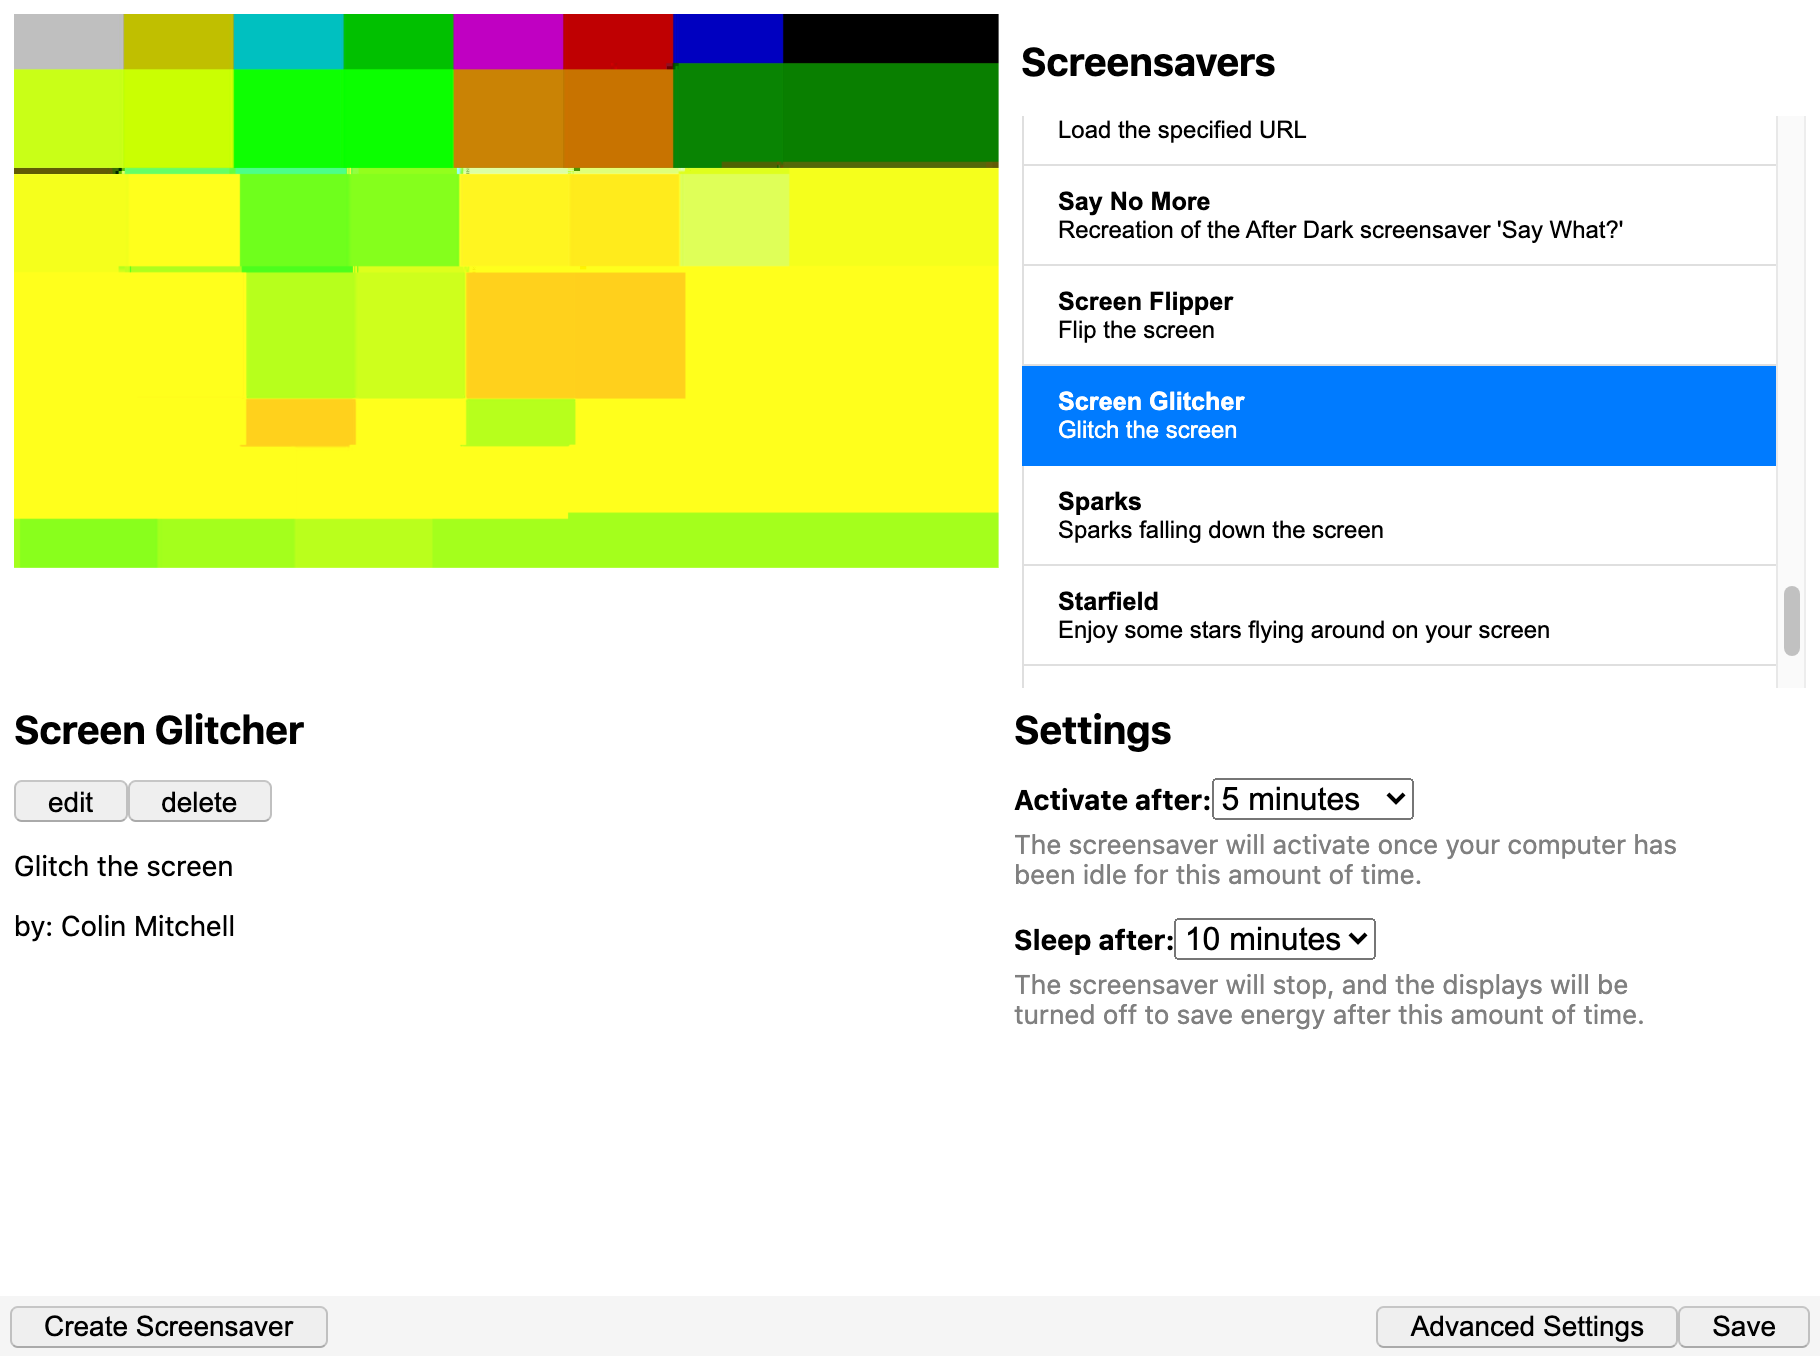 Screensavers
Load the specified URL
Say No More
Recreation of the After Dark screensaver 'Say What?'
Screen Flipper
Flip the screen
Screen Glitcher
Glitch the screen
Sparks
Sparks falling down the screen
Starfield
Enjoy some stars flying around on your screen
Screen Glitcher
edit
delete
Glitch the screen
by: Colin Mitchell
Settings
Activate after: 5 minutes
The screensaver will activate once your computer has
been idle for this amount of time.
Sleep after: 10 minutes
The screensaver will stop, and the displays will be
turned off to save energy after this amount of time.
Create Screensaver
Advanced Settings
Save